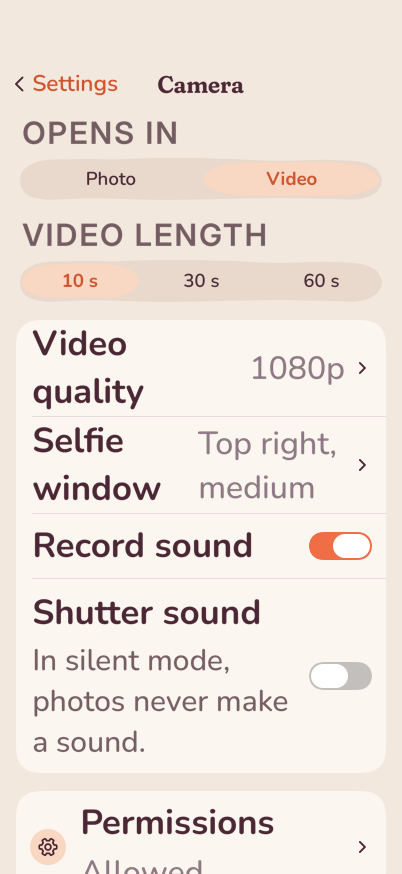 Settings Camera
OPENS IN
Photo Video
VIDEO LENGTH
10 s 30 s 60 s
Video
quality
1080p
Selfie
window
Top right,
medium
Record sound
Shutter sound
In silent mode,
photos never make
a sound.
Permissions
Allowed